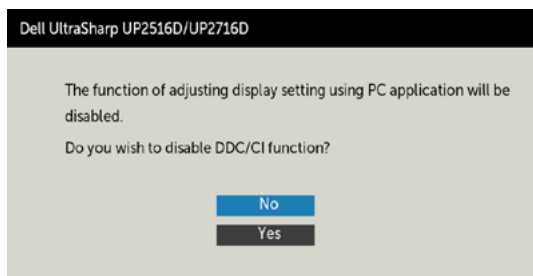 Dell UltraSharp UP2516D/UP2716D
The function of adjusting display setting using PC application will be
disabled.
Do you wish to disable DDC/CI function?
No
Yes